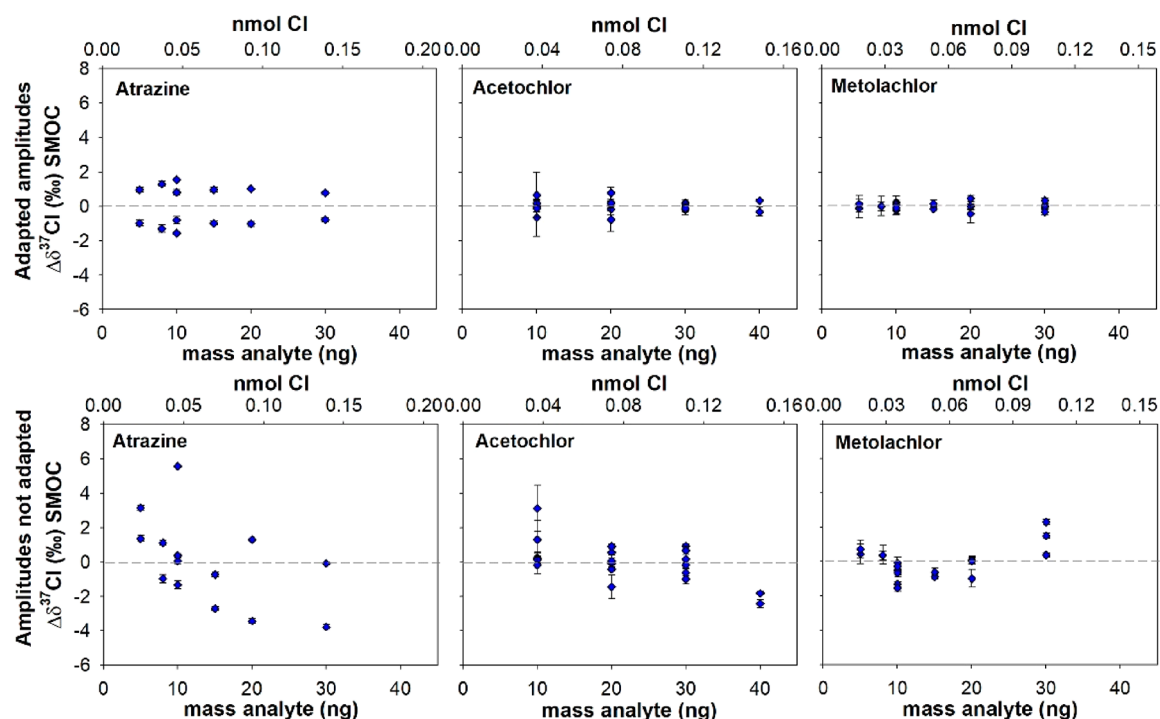 nmol Cl nmol Cl nmol Cl
0.00 0.05 0.10 0.15 0.20 0.00 0.04 0.08 0.12 0.16 0.00 0.03 0.06 0.09 0.12 0.15
Adapted amplitudes
Δδ³⁷Cl (‰) SMOC
8
6
4
2
0
-2
-4
-6
Atrazine Acetochlor Metolachlor
0 10 20 30 40 0 10 20 30 40 0 10 20 30 40
mass analyte (ng) mass analyte (ng) mass analyte (ng)
nmol Cl nmol Cl nmol Cl
0.00 0.05 0.10 0.15 0.20 0.00 0.04 0.08 0.12 0.16 0.00 0.03 0.06 0.09 0.12 0.15
Amplitudes not adapted
Δδ³⁷Cl (‰) SMOC
8
6
4
2
0
-2
-4
-6
Atrazine Acetochlor Metolachlor
0 10 20 30 40 0 10 20 30 40 0 10 20 30 40
mass analyte (ng) mass analyte (ng) mass analyte (ng)